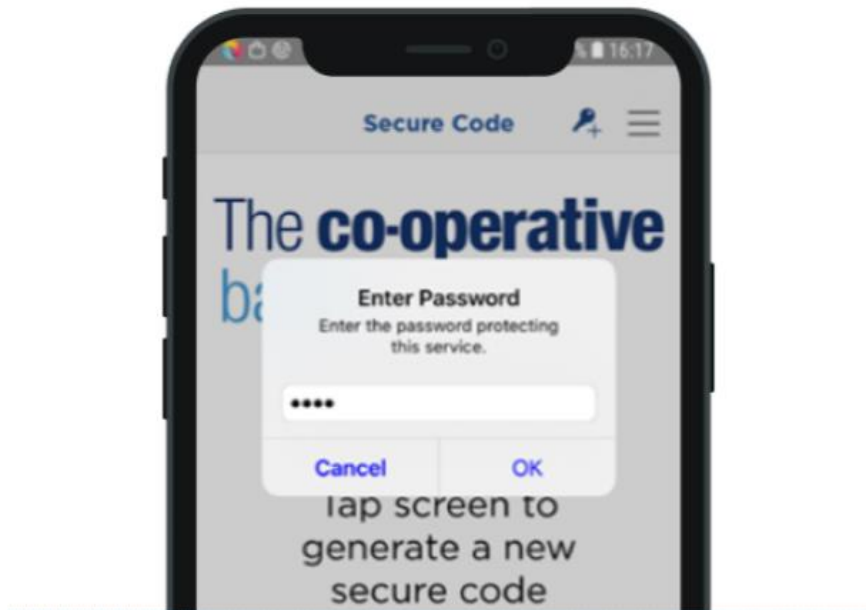 16:17
Secure Code
The co-operative
ba
Enter Password
Enter the password protecting
this service.
••••
Cancel
OK
Tap screen to
generate a new
secure code